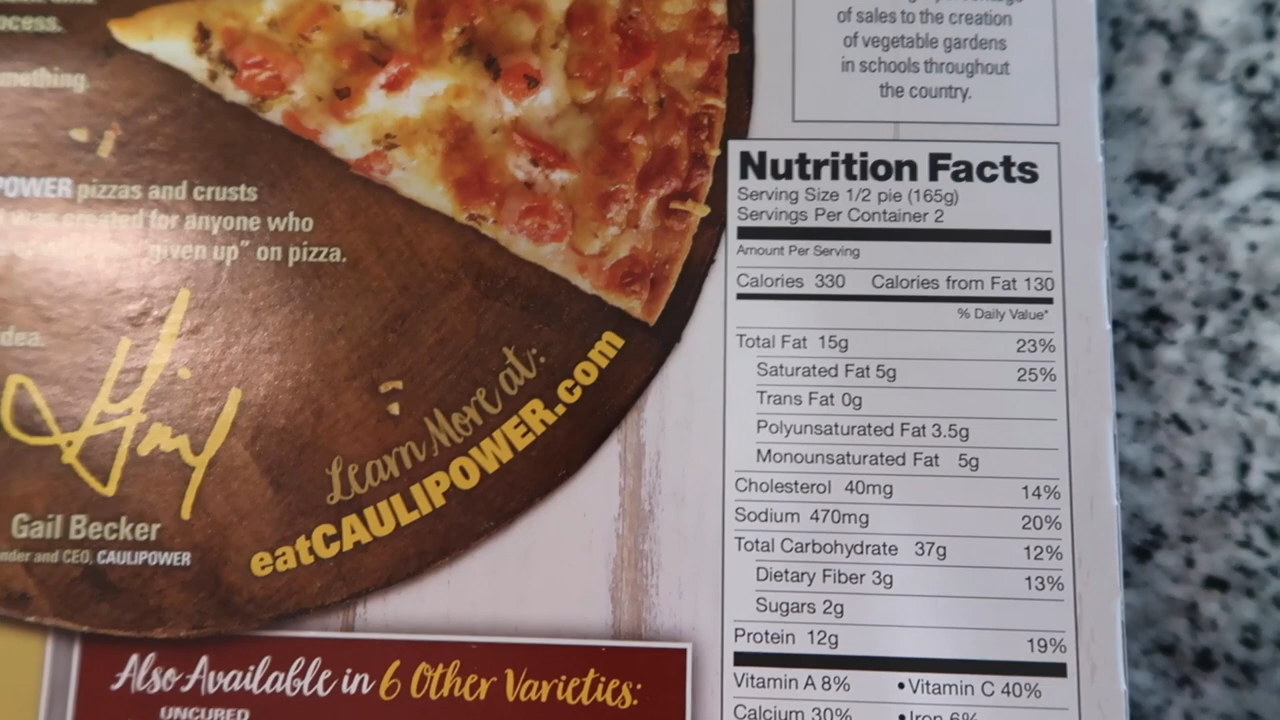 ocess.
mething.
POWER pizzas and crusts
was created for anyone who
given up" on pizza.
dea.
Gail Becker
nder and CEO, CAULIPOWER
Learn More at:
eatCAULIPOWER.com
Also Available in 6 Other Varieties:
UNCURED
of sales to the creation
of vegetable gardens
in schools throughout
the country.
Nutrition Facts
Serving Size 1/2 pie (165g)
Servings Per Container 2
Amount Per Serving
Calories 330 Calories from Fat 130
% Daily Value*
Total Fat 15g 23%
Saturated Fat 5g 25%
Trans Fat 0g
Polyunsaturated Fat 3.5g
Monounsaturated Fat 5g
Cholesterol 40mg 14%
Sodium 470mg 20%
Total Carbohydrate 37g 12%
Dietary Fiber 3g 13%
Sugars 2g
Protein 12g 19%
Vitamin A 8% • Vitamin C 40%
Calcium 30% • Iron 6%